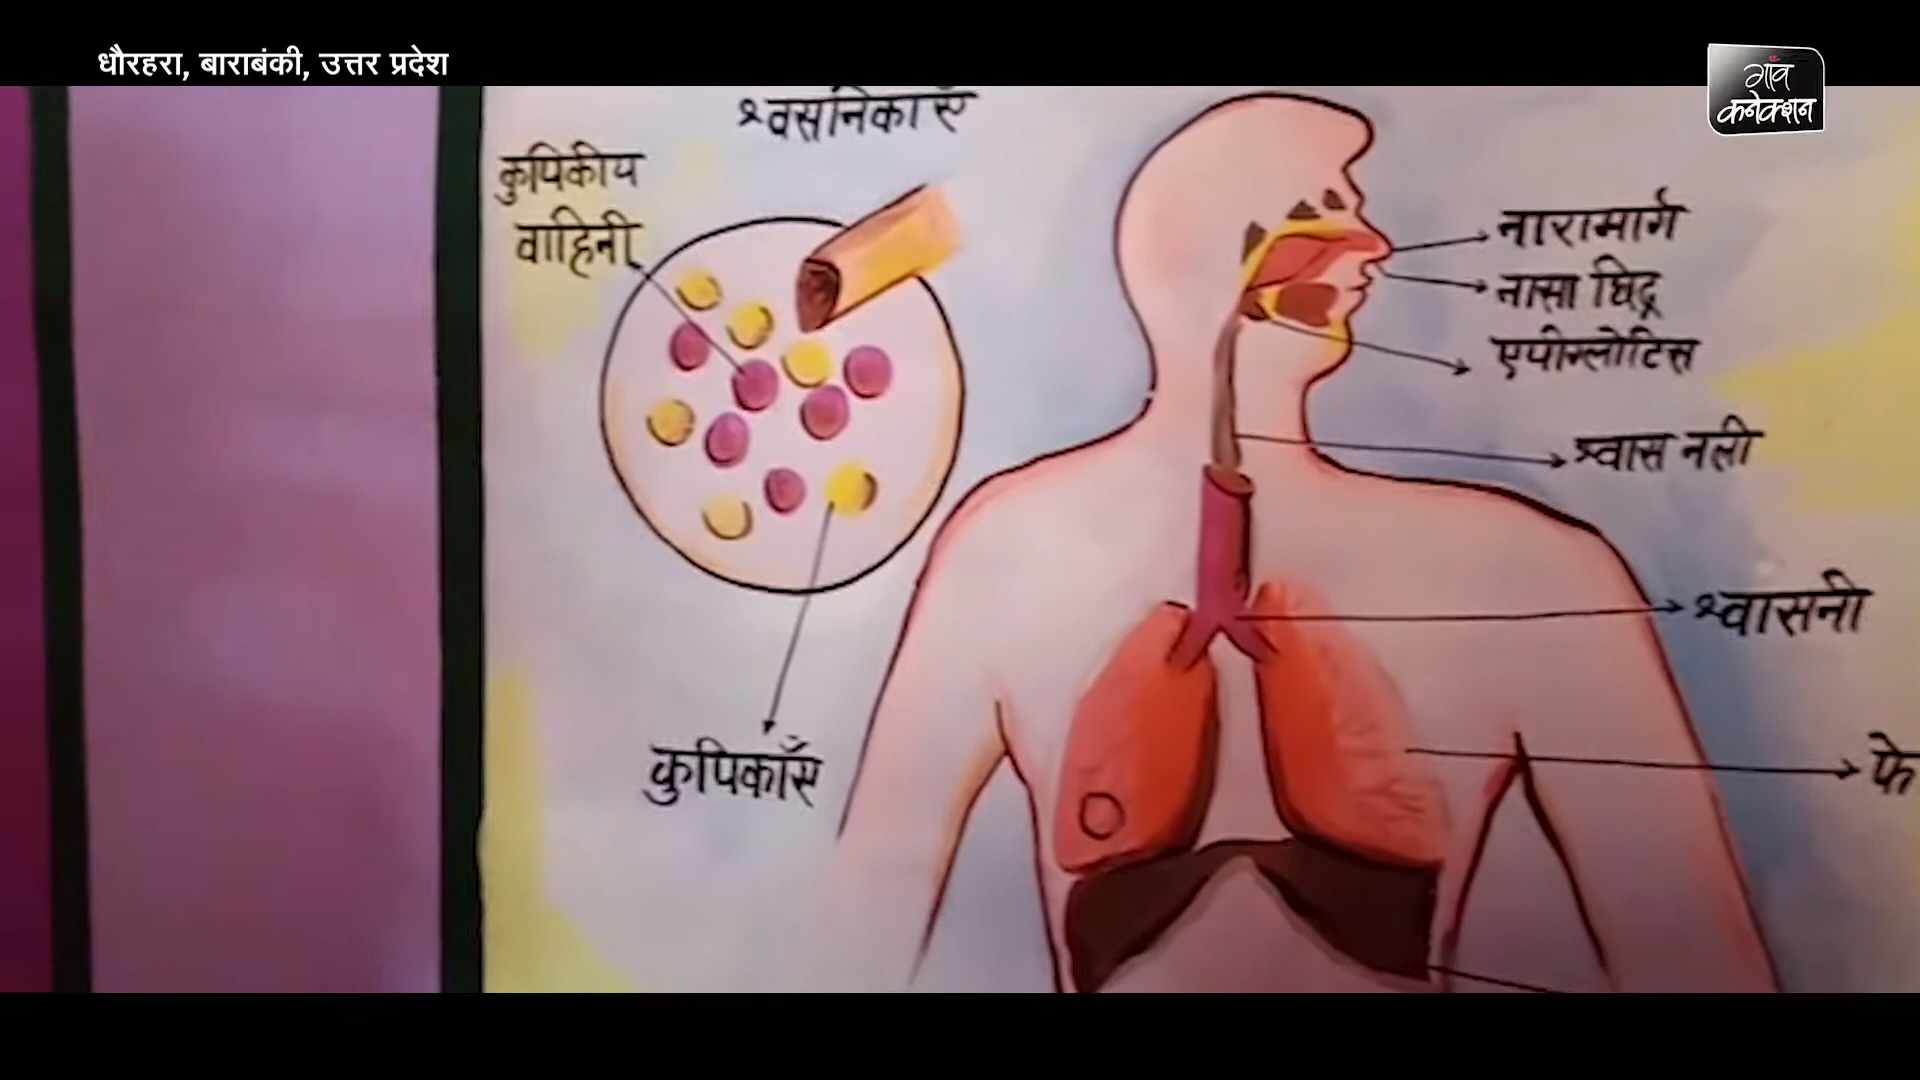 धौरहरा, बाराबंकी, उत्तर प्रदेश
गाँव
कनेक्शन
श्वसनिकाएँ
कुपिकीय
वाहिनी
नारामार्ग
नासा छिद्र
एपीग्लोटिस
श्वास नली
श्वासनी
फे
कुपिकाँएँ